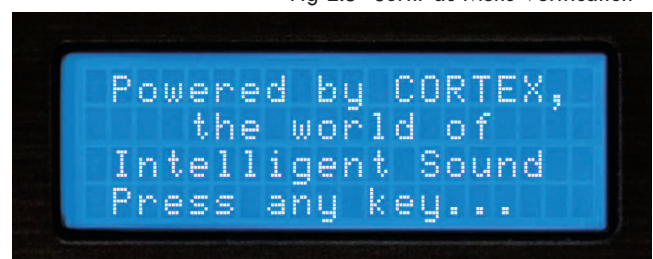 Powered by CORTEX,
the world of
Intelligent Sound
Press any key...